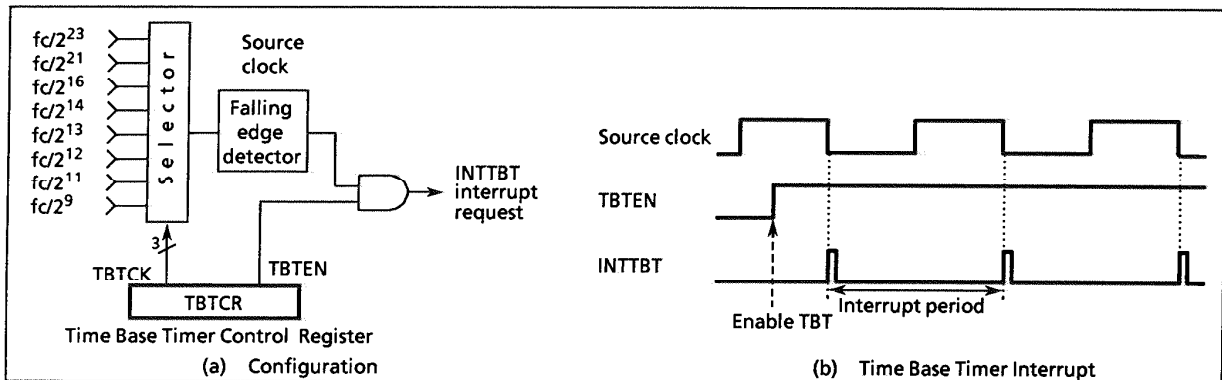 fc/2²³
fc/2²¹
fc/2¹⁶
fc/2¹⁴
fc/2¹³
fc/2¹²
fc/2¹¹
fc/2⁹
Selector
Source
clock
Falling
edge
detector
INTTBT
interrupt
request
3
TBTCK
TBTEN
TBTCR
Time Base Timer Control Register
(a) Configuration
Source clock
TBTEN
INTTBT
Interrupt period
Enable TBT
(b) Time Base Timer Interrupt